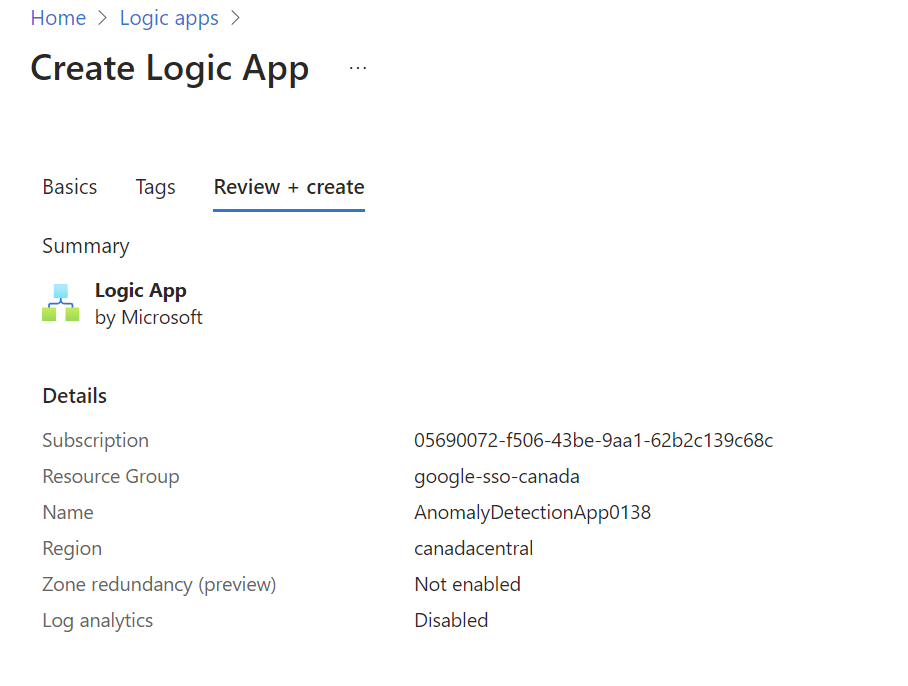 Home > Logic apps >
Create Logic App ...
Basics Tags Review + create
Summary
Logic App
by Microsoft
Details
Subscription 05690072-f506-43be-9aa1-62b2c139c68c
Resource Group google-sso-canada
Name AnomalyDetectionApp0138
Region canadacentral
Zone redundancy (preview) Not enabled
Log analytics Disabled